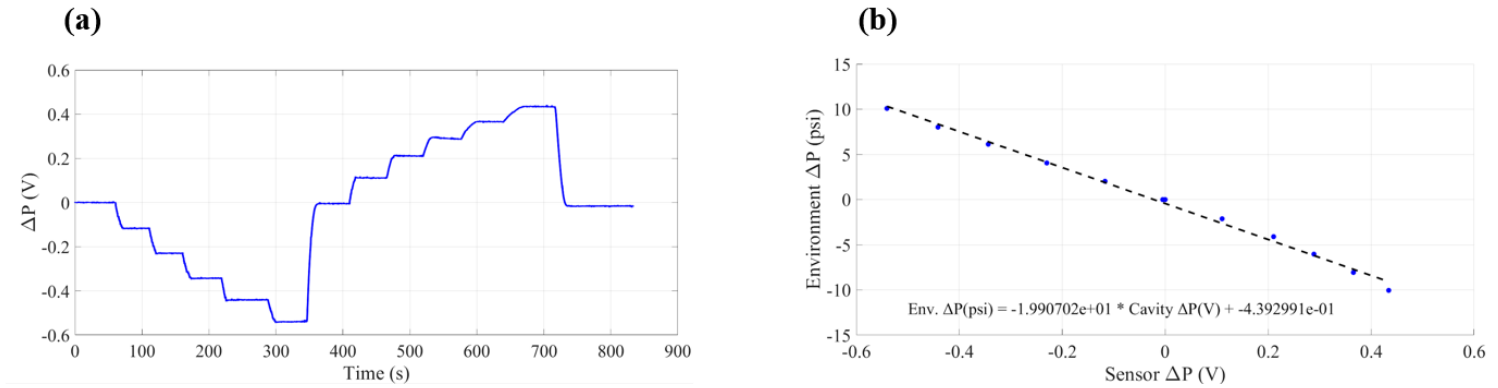 (a)
0.6
0.4
0.2
0
-0.2
-0.4
-0.6
ΔP (V)
0 100 200 300 400 500 600 700 800 900
Time (s)
(b)
15
10
5
0
-5
-10
-15
Environment ΔP (psi)
Env. ΔP(psi) = -1.990702e+01 * Cavity ΔP(V) + -4.392991e-01
-0.6 -0.4 -0.2 0 0.2 0.4 0.6
Sensor ΔP (V)